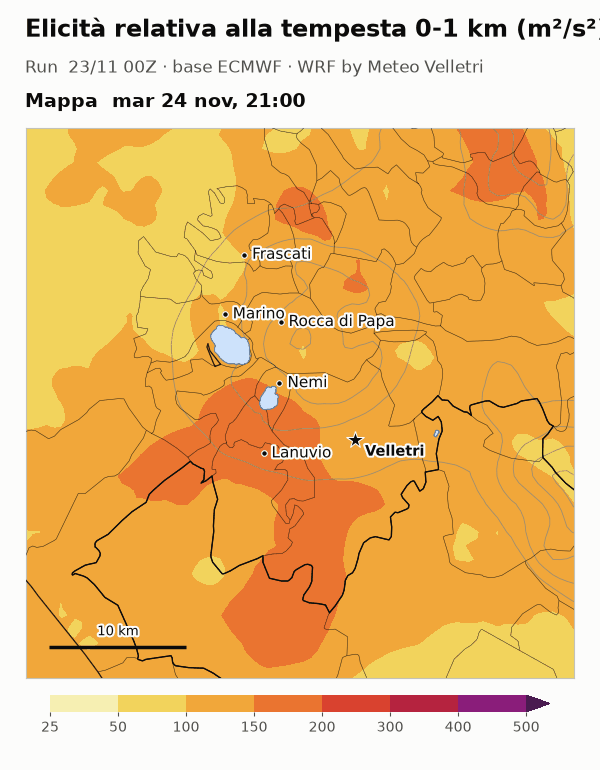 Elicità relativa alla tempesta 0-1 km (m²/s²)
Run  23/11 00Z · base ECMWF · WRF by Meteo Velletri
Mappa  mar 24 nov, 21:00
Frascati
Marino
Rocca di Papa
Nemi
Velletri
Lanuvio
10 km
25 50 100 150 200 300 400 500